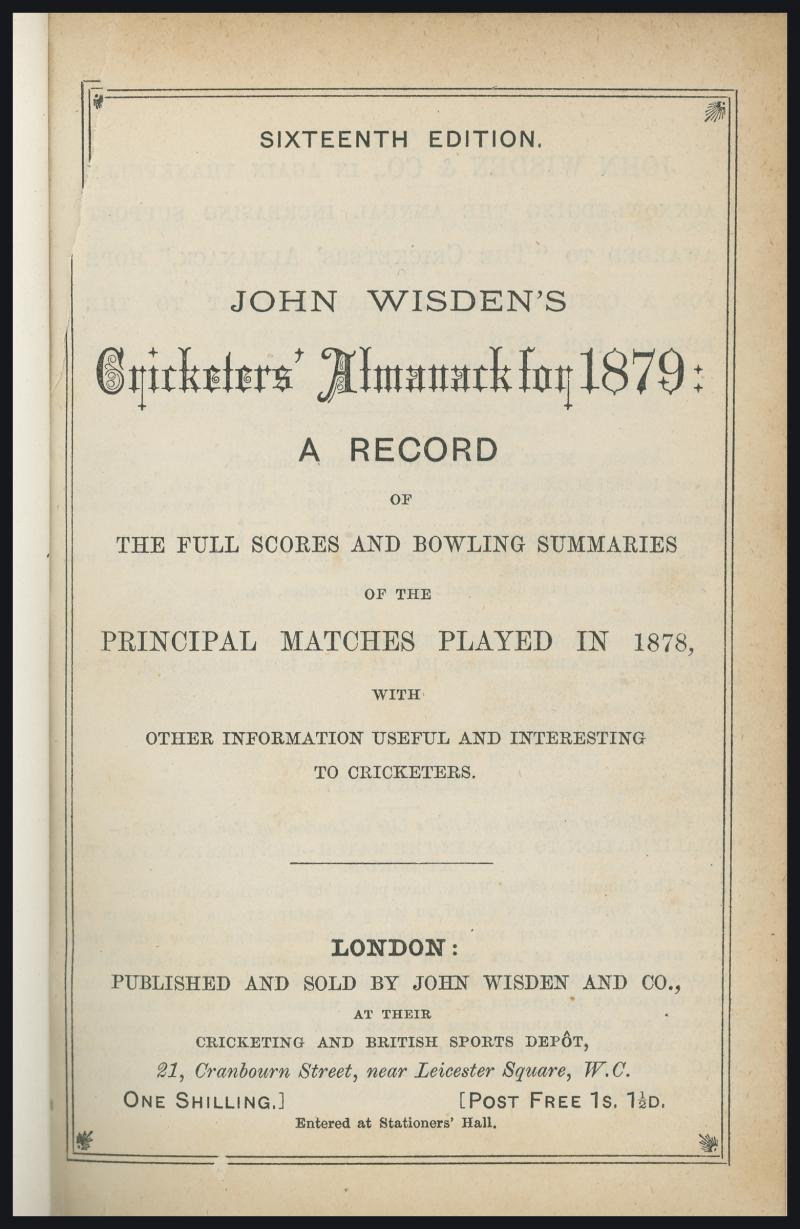 SIXTEENTH EDITION.
JOHN WISDEN'S
Cricketers' Almanack for 1879:
A RECORD
OF
THE FULL SCORES AND BOWLING SUMMARIES
OF THE
PRINCIPAL MATCHES PLAYED IN 1878,
WITH
OTHER INFORMATION USEFUL AND INTERESTING
TO CRICKETERS.
LONDON:
PUBLISHED AND SOLD BY JOHN WISDEN AND CO.,
AT THEIR
CRICKETING AND BRITISH SPORTS DEPÔT,
21, Cranbourn Street, near Leicester Square, W.C.
ONE SHILLING.] [POST FREE 1S. 1½D.
Entered at Stationers' Hall.